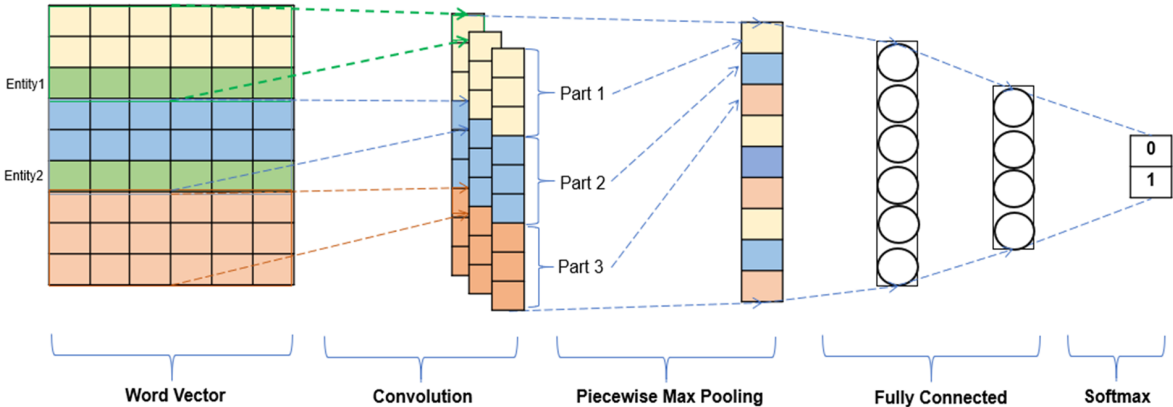 Entity1
Entity2
Part 1
Part 2
Part 3
0
1
Word Vector
Convolution
Piecewise Max Pooling
Fully Connected
Softmax